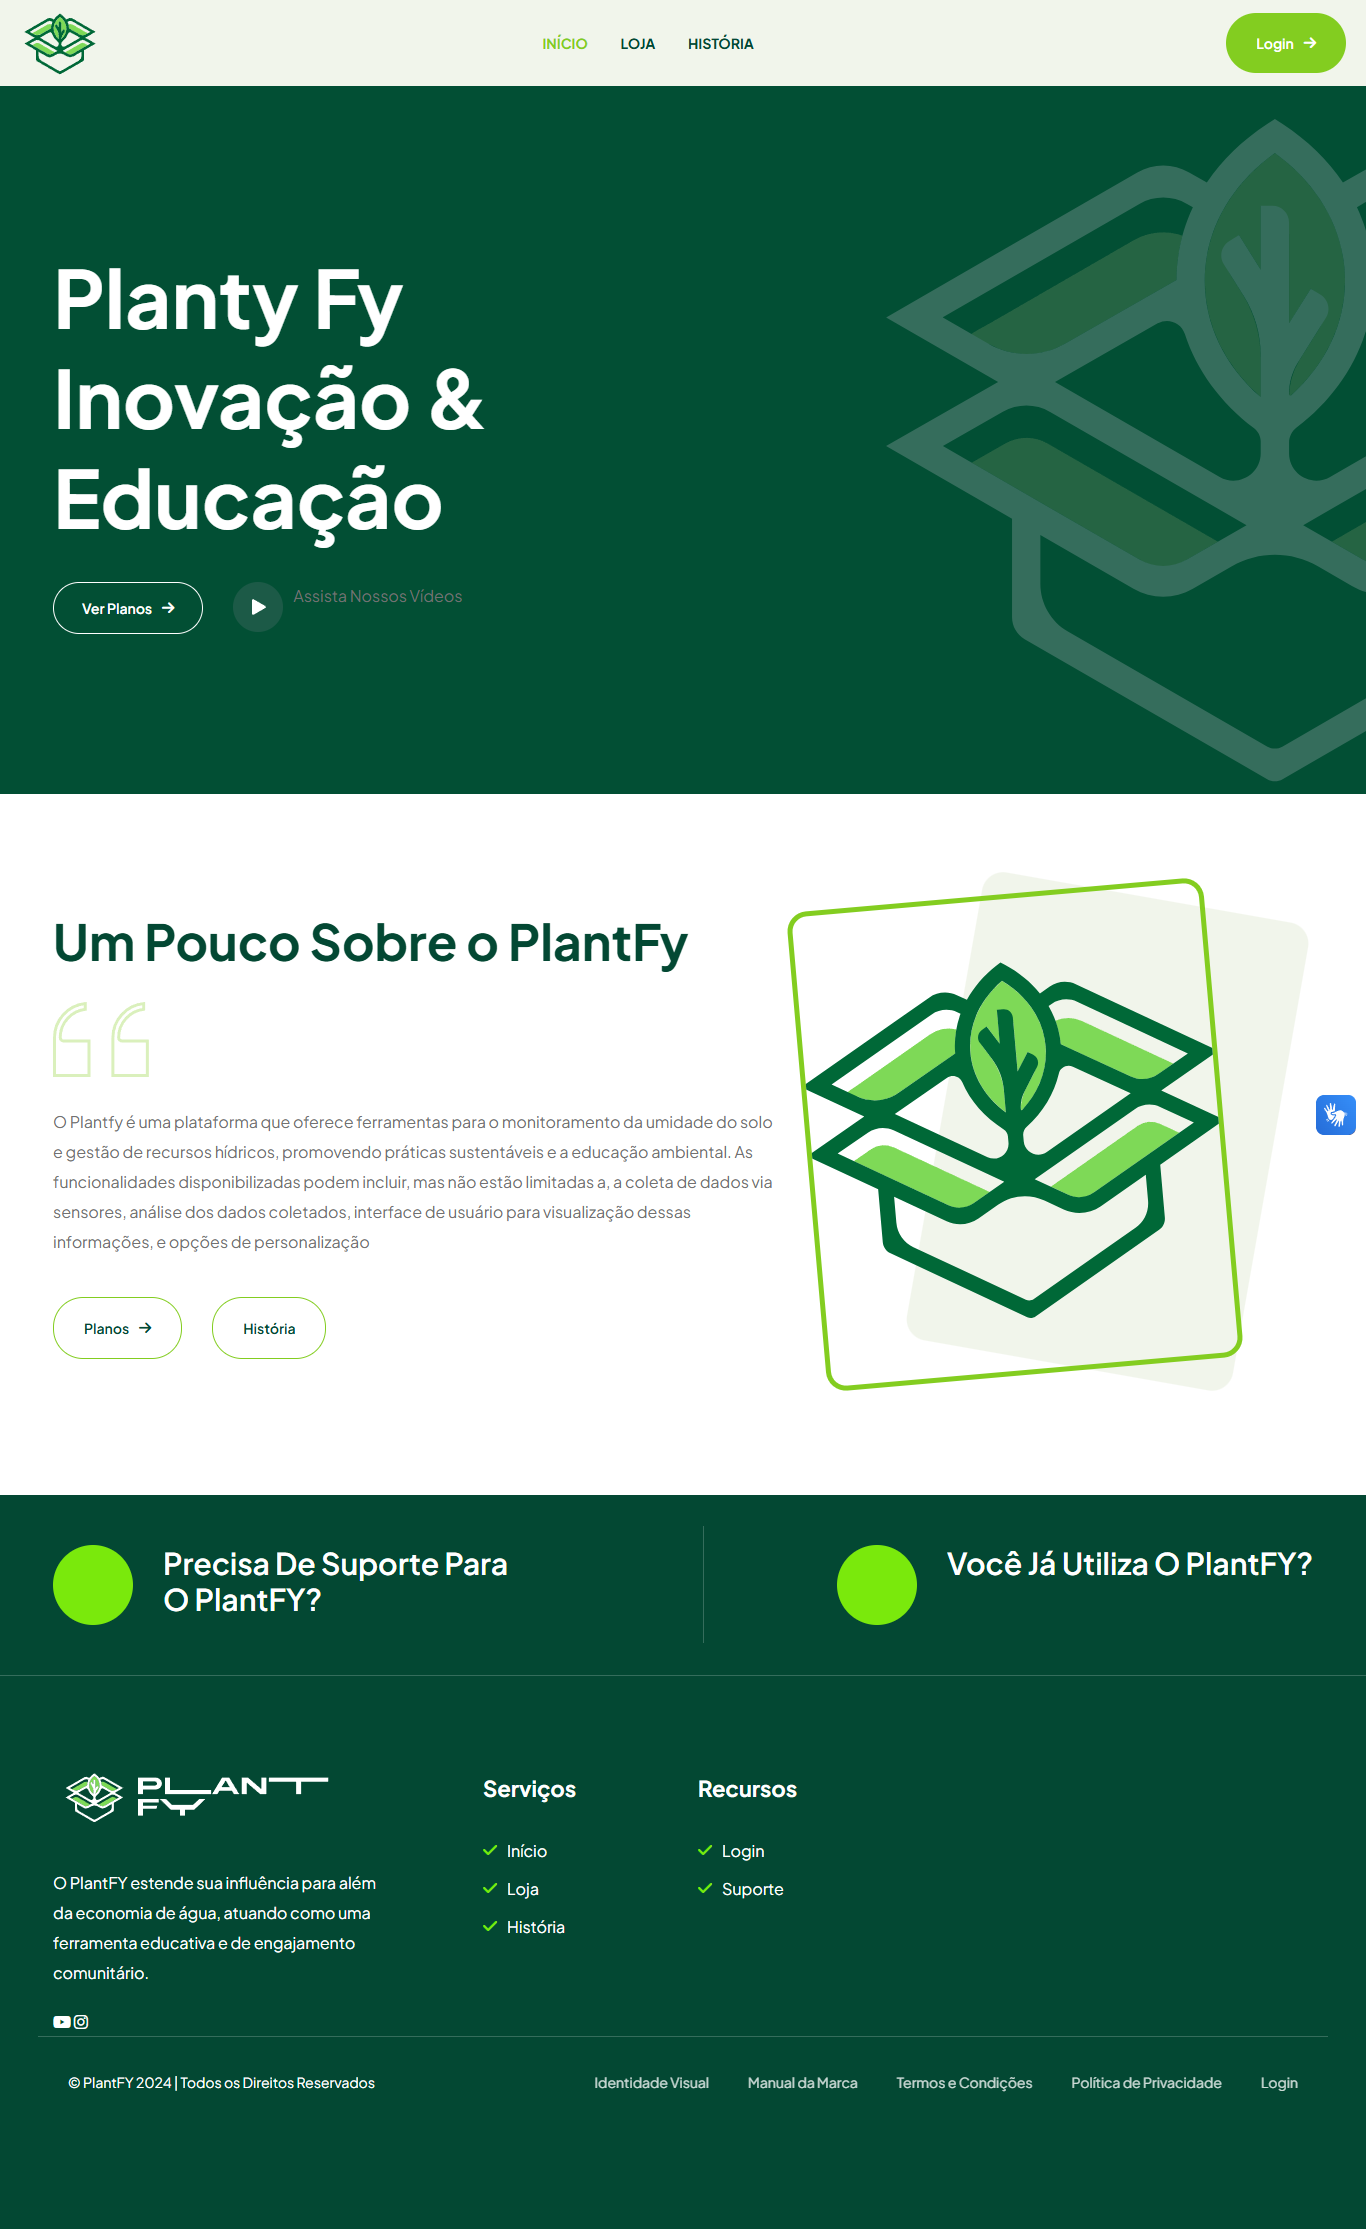 INÍCIO LOJA HISTÓRIA Login
Planty Fy
Inovação &
Educação
Ver Planos Assista Nossos Vídeos
Um Pouco Sobre o PlantFy
O Plantfy é uma plataforma que oferece ferramentas para o monitoramento da umidade do solo
e gestão de recursos hídricos, promovendo práticas sustentáveis e a educação ambiental. As
funcionalidades disponibilizadas podem incluir, mas não estão limitadas a, a coleta de dados via
sensores, análise dos dados coletados, interface de usuário para visualização dessas
informações, e opções de personalização
Planos História
Precisa De Suporte Para
O PlantFY?
Você Já Utiliza O PlantFY?
PLANT
FY
O PlantFY estende sua influência para além
da economia de água, atuando como uma
ferramenta educativa e de engajamento
comunitário.
Serviços
Início
Loja
História
Recursos
Login
Suporte
© PlantFY 2024 | Todos os Direitos Reservados
Identidade Visual Manual da Marca Termos e Condições Política de Privacidade Login